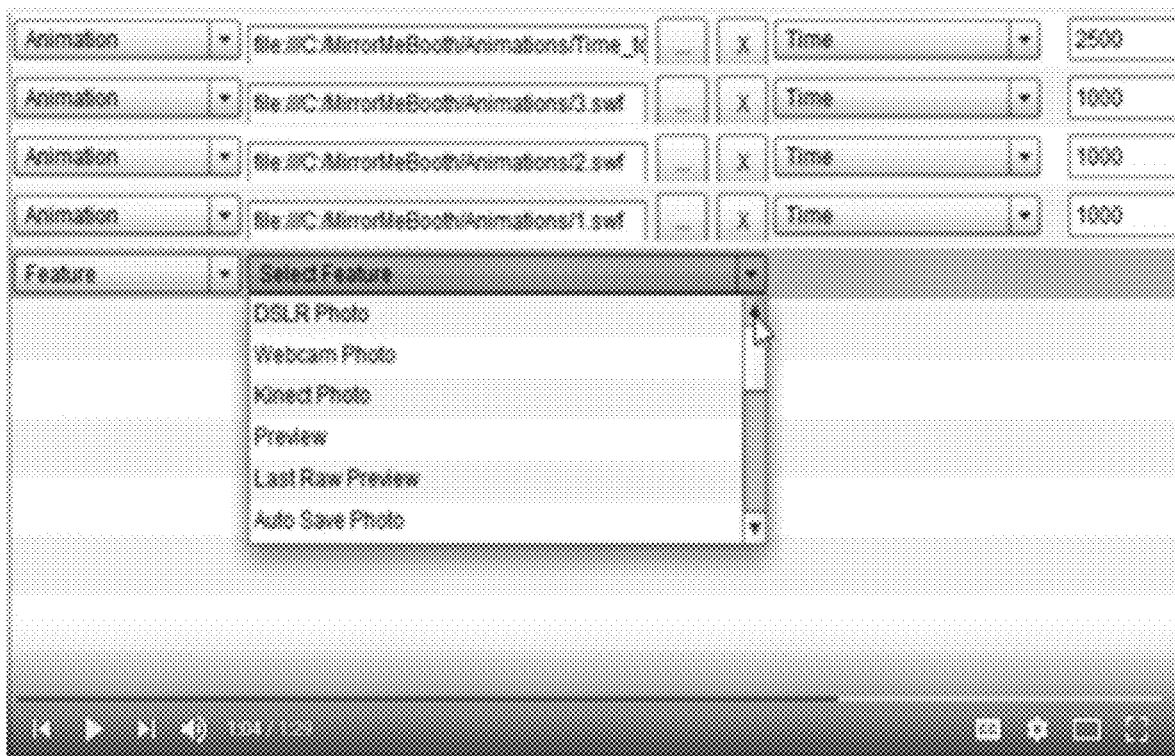 Animation file:///C:/MirrorMeBooth/Animations/Time_ ... X Time 2500
Animation file:///C:/MirrorMeBooth/Animations/3.swf ... X Time 1000
Animation file:///C:/MirrorMeBooth/Animations/2.swf ... X Time 1000
Animation file:///C:/MirrorMeBooth/Animations/1.swf ... X Time 1000
Feature Select Feature
DSLR Photo
Webcam Photo
Kinect Photo
Preview
Last Raw Preview
Auto Save Photo